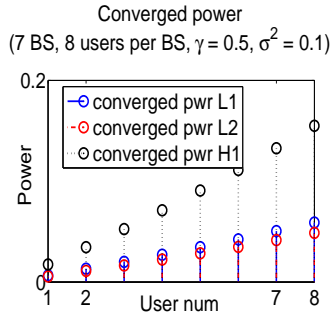 Converged power
(7 BS, 8 users per BS, γ = 0.5, σ² = 0.1)
0.2
converged pwr L1
converged pwr L2
converged pwr H1
Power
0
1 2 7 8
User num